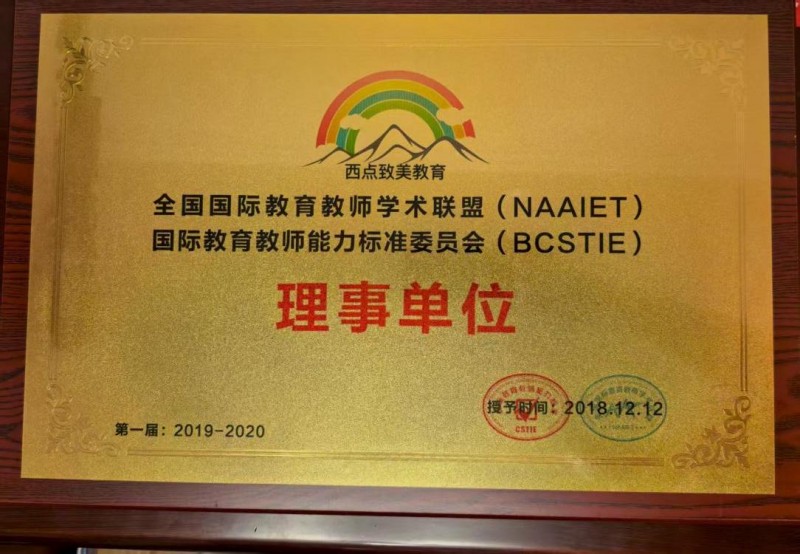 西点致美教育
全国国际教育教师学术联盟（NAAIET）
国际教育教师能力标准委员会（BCSTIE）
理事单位
授予时间：2018.12.12
CSTIE
第一届：2019-2020